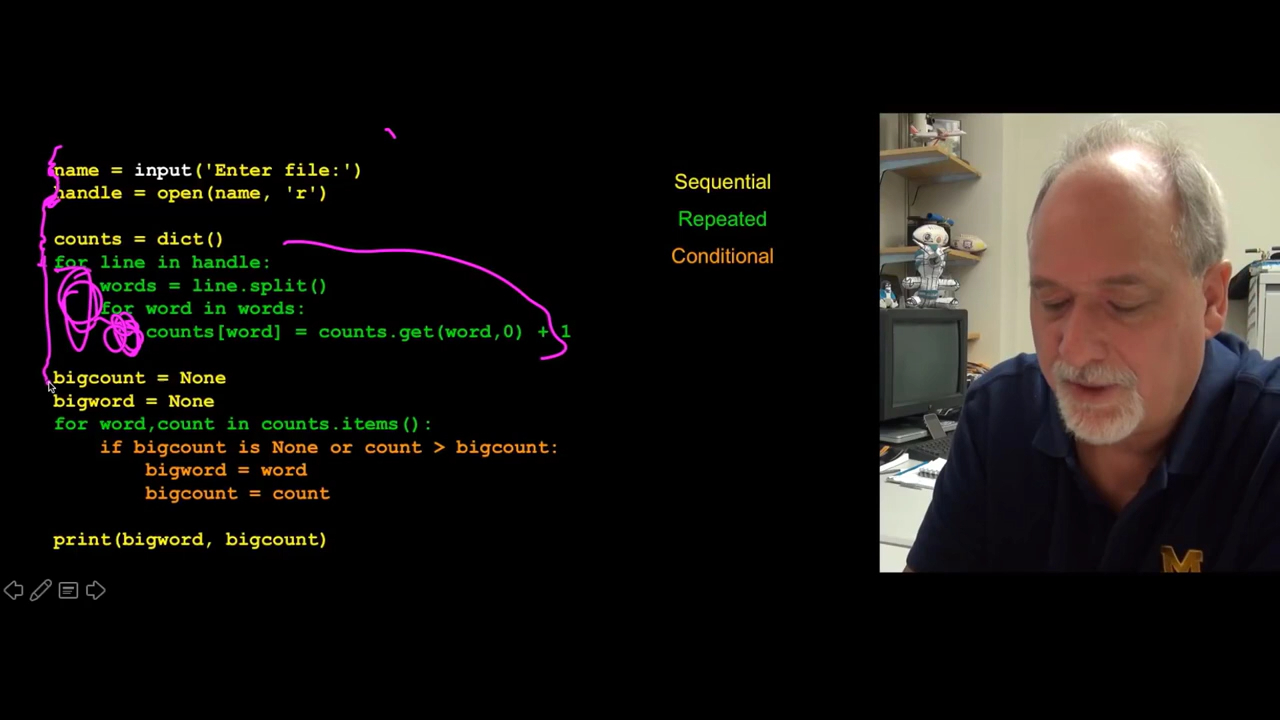 name = input('Enter file:')
handle = open(name, 'r')
counts = dict()
for line in handle:
words = line.split()
for word in words:
counts[word] = counts.get(word,0) + 1
bigcount = None
bigword = None
for word,count in counts.items():
if bigcount is None or count > bigcount:
bigword = word
bigcount = count
print(bigword, bigcount)
Sequential
Repeated
Conditional
M